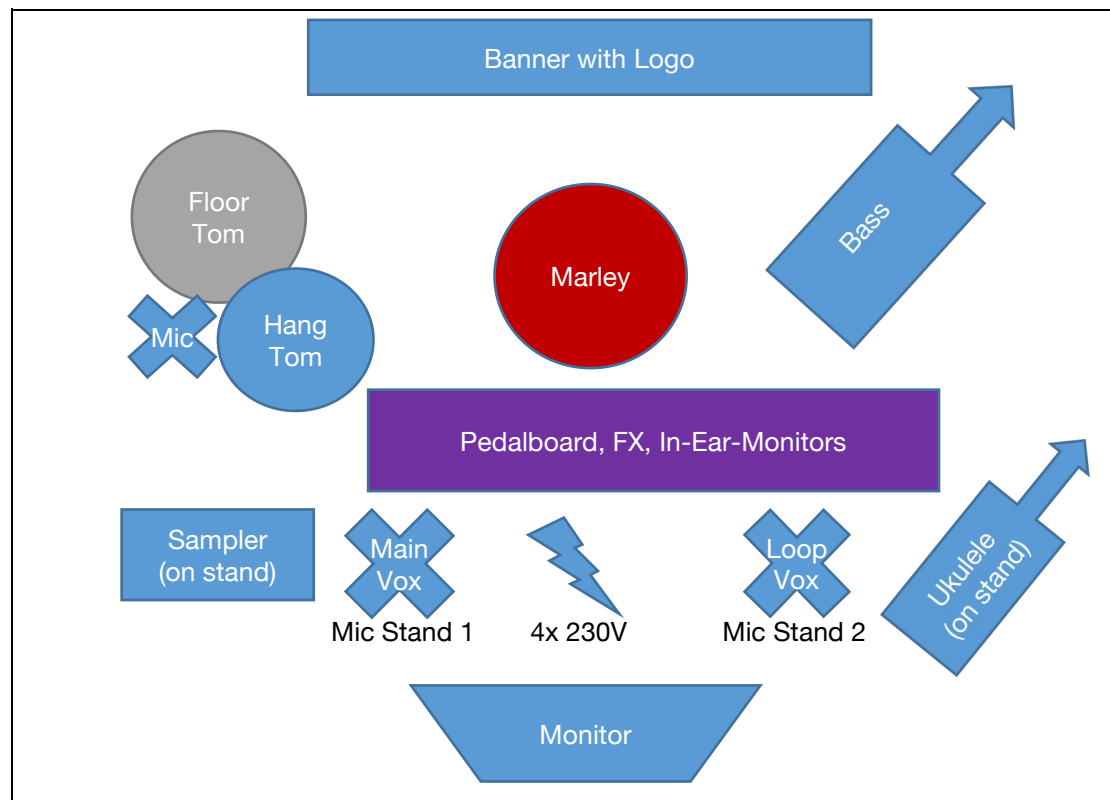 Banner with Logo
Floor
Tom
Bass
Marley
Mic
Hang
Tom
Pedalboard, FX, In-Ear-Monitors
Sampler
(on stand)
Main
Vox
Loop
Vox
Ukulele
(on stand)
Mic Stand 1
4x 230V
Mic Stand 2
Monitor